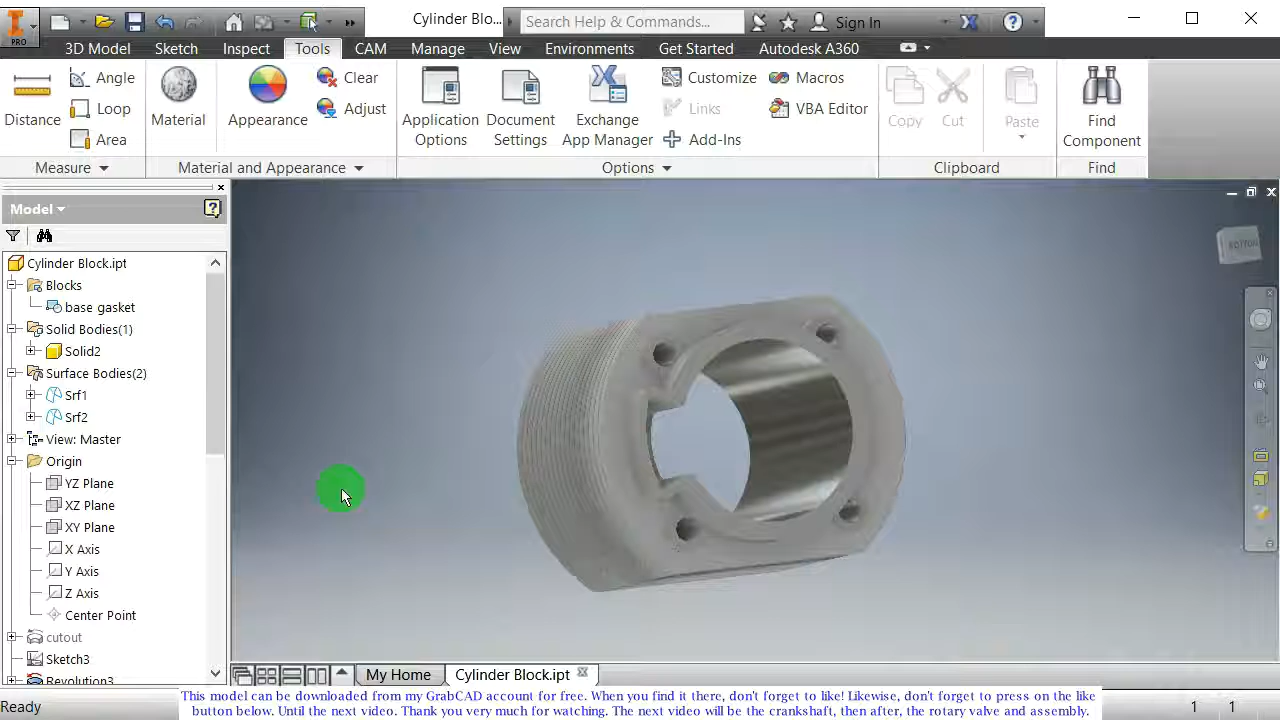 Cylinder Blo...
Search Help & Commands...
Sign In
PRO
3D Model
Sketch
Inspect
Tools
CAM
Manage
View
Environments
Get Started
Autodesk A360
Distance
Angle
Loop
Area
Measure
Material
Appearance
Clear
Adjust
Material and Appearance
Application Options
Document Settings
Exchange App Manager
Customize
Links
Add-Ins
Macros
VBA Editor
Options
Copy
Cut
Paste
Clipboard
Find Component
Find
Model
Cylinder Block.ipt
Blocks
base gasket
Solid Bodies(1)
Solid2
Surface Bodies(2)
Srf1
Srf2
View: Master
Origin
YZ Plane
XZ Plane
XY Plane
X Axis
Y Axis
Z Axis
Center Point
cutout
Sketch3
Revolution3
BOTTOM
My Home
Cylinder Block.ipt
Ready
This model can be downloaded from my GrabCAD account for free. When you find it there, don't forget to like! Likewise, don't forget to press on the like
button below. Until the next video. Thank you very much for watching. The next video will be the crankshaft, then after, the rotary valve and assembly.
1
1